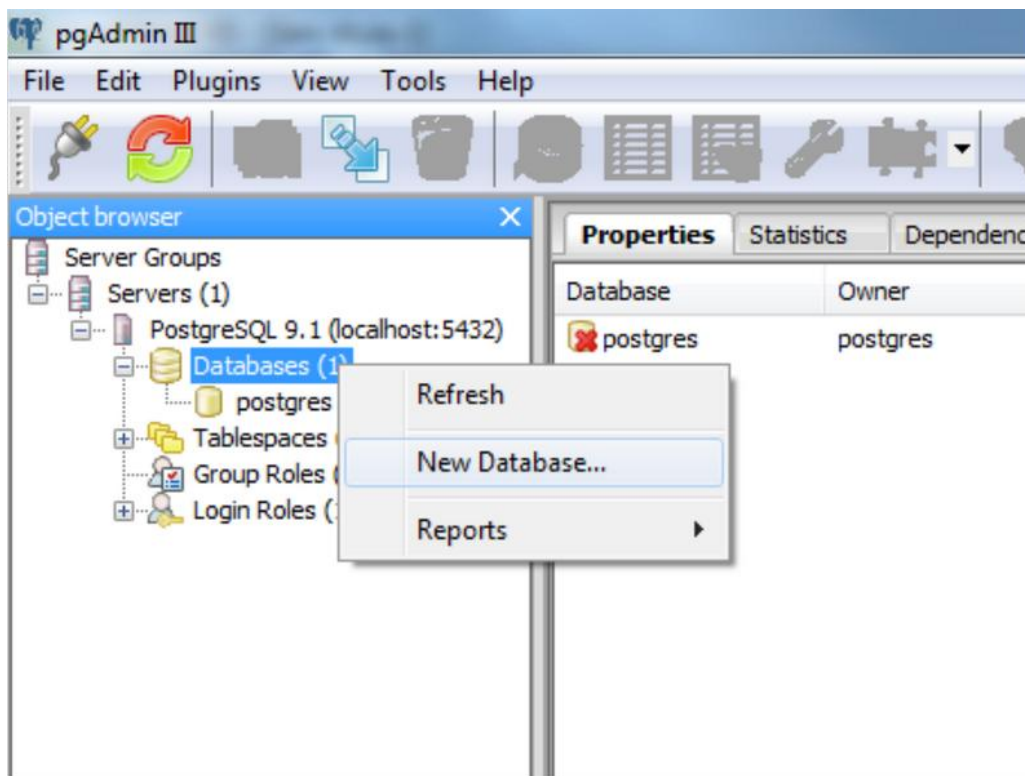 pgAdmin III
File Edit Plugins View Tools Help
Object browser
Server Groups
Servers (1)
PostgreSQL 9.1 (localhost:5432)
Databases (1)
postgres
Tablespaces
Group Roles (
Login Roles (
Refresh
New Database...
Reports
Properties Statistics Dependenc
Database Owner
postgres postgres